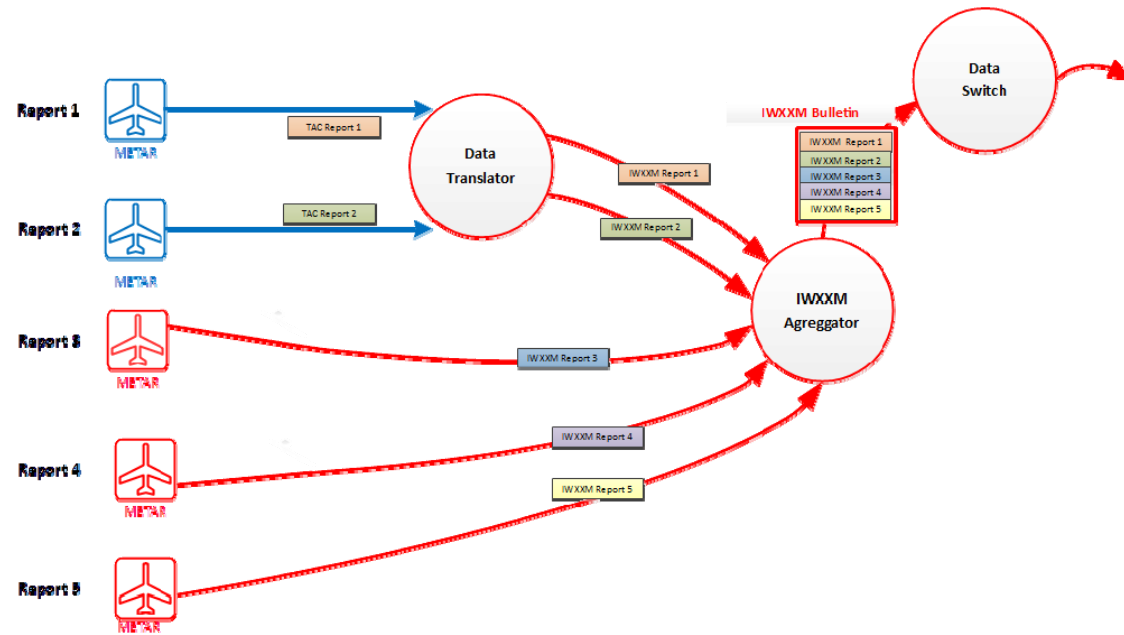 Report 1
METAR
TAC Report 1
Report 2
METAR
TAC Report 2
Data
Translator
IWXXM Report 1
IWXXM Report 2
Report 3
METAR
IWXXM Report 3
Report 4
METAR
IWXXM Report 4
Report 5
METAR
IWXXM Report 5
IWXXM
Agreggator
IWXXM Bulletin
IWXXM Report 1
IWXXM Report 2
IWXXM Report 3
IWXXM Report 4
IWXXM Report 5
Data
Switch